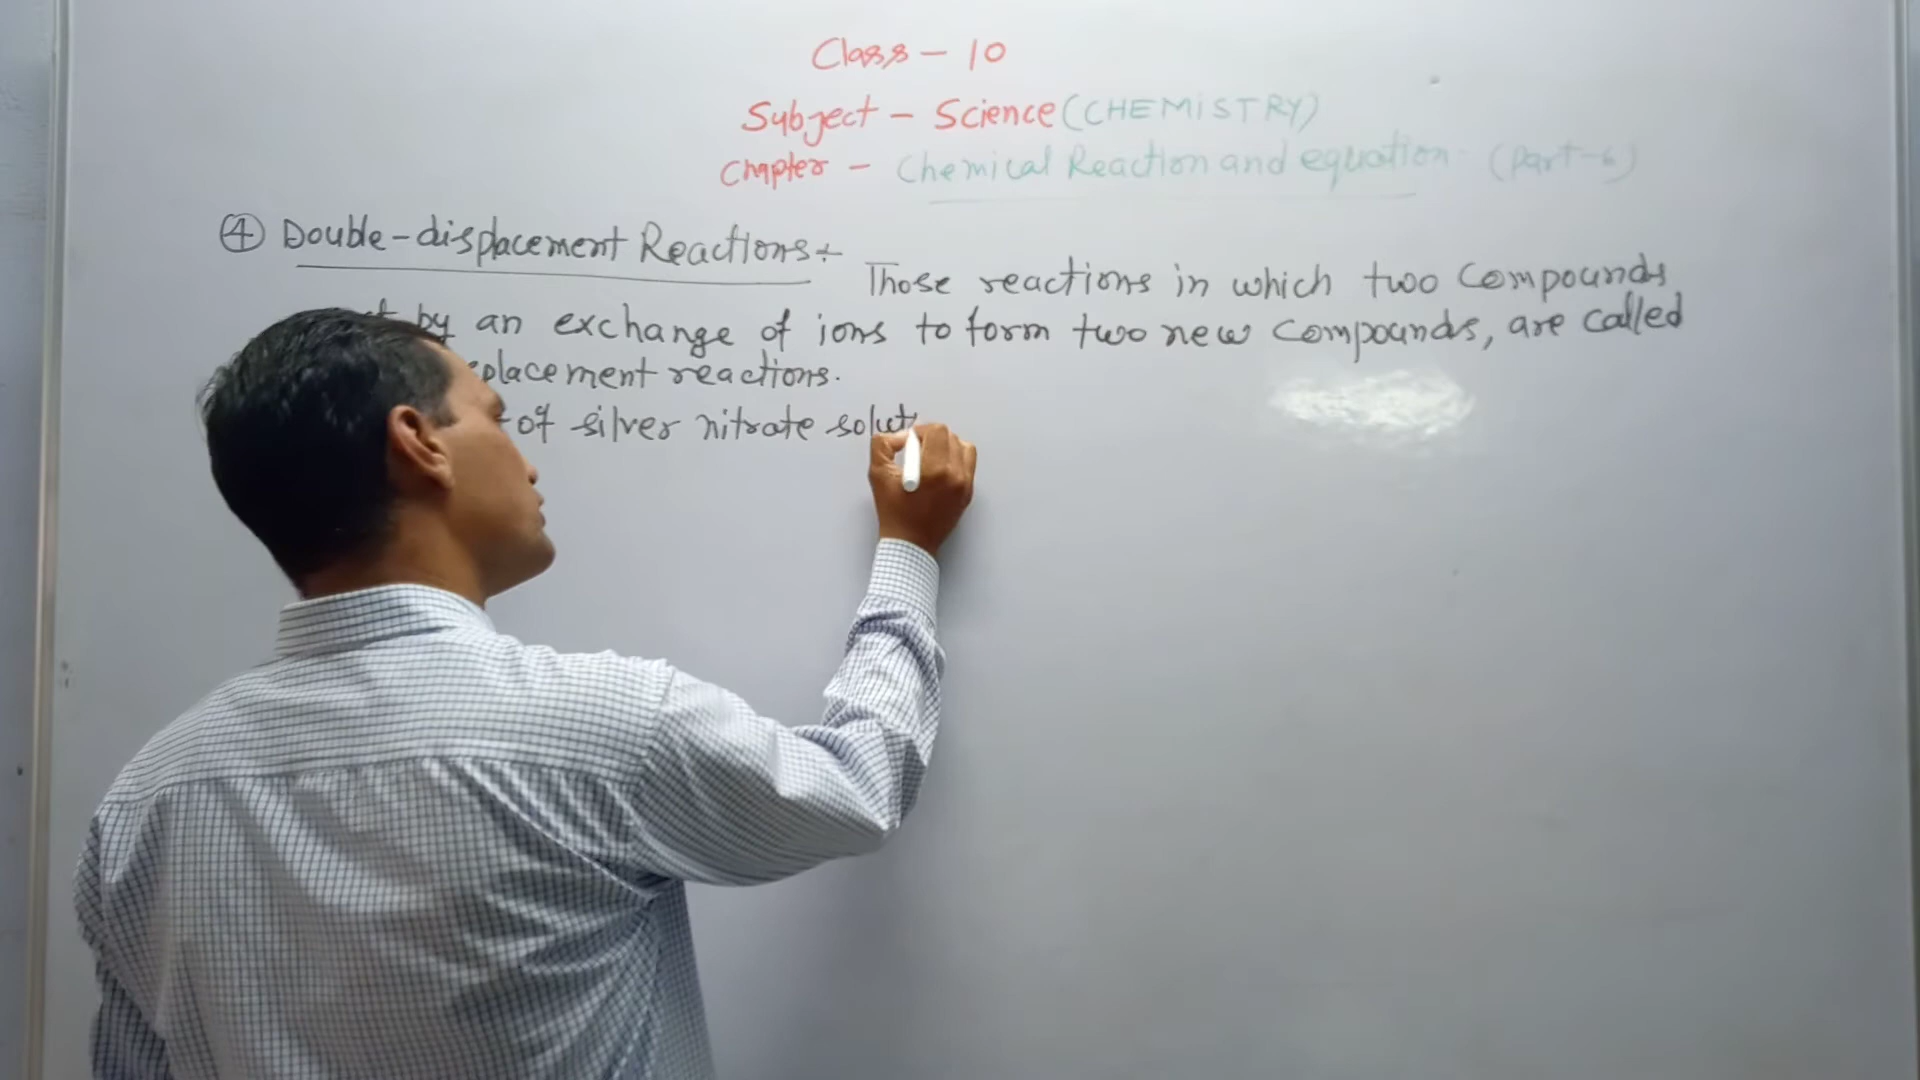 Class - 10
Subject - Science (CHEMISTRY)
Chapter - Chemical Reaction and equation (Part-6)
④ Double-displacement Reactions:-
Those reactions in which two compounds
by an exchange of ions to form two new compounds, are called
placement reactions.
of silver nitrate solut